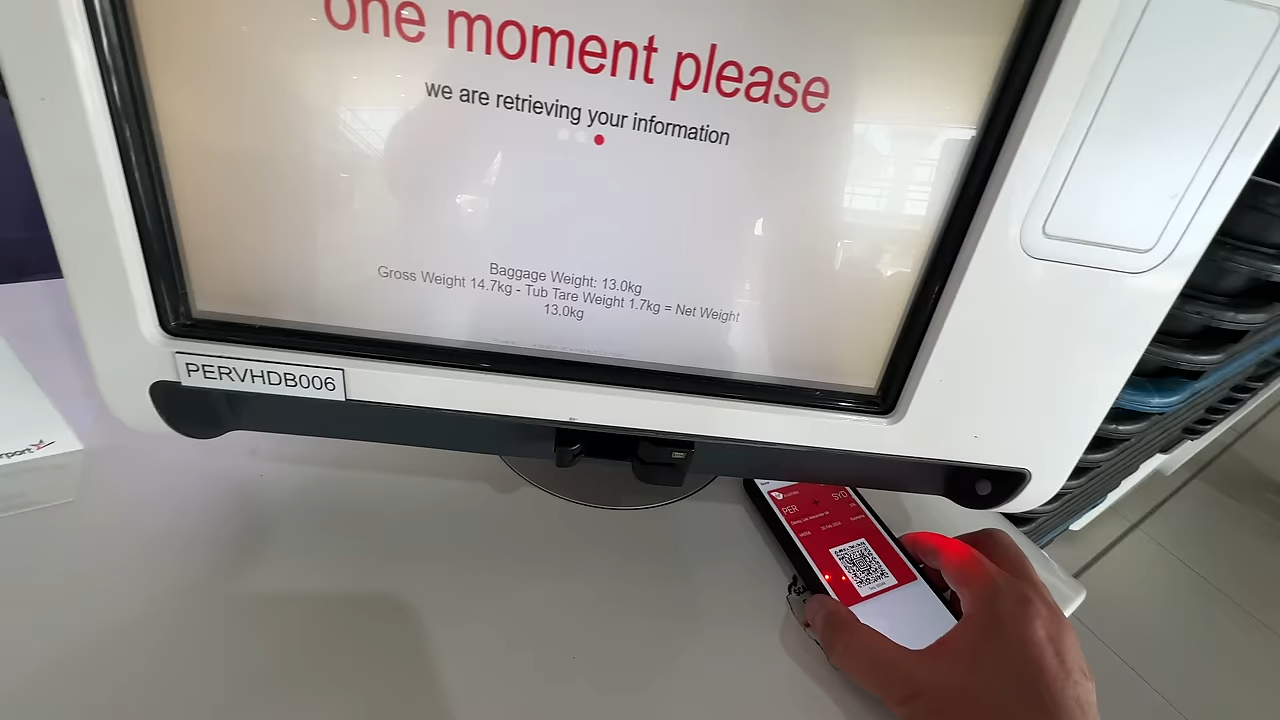 one moment please
we are retrieving your information
Baggage Weight: 13.0kg
Gross Weight 14.7kg - Tub Tare Weight 1.7kg = Net Weight
13.0kg
PERVHDB006
rport
PER
SYD